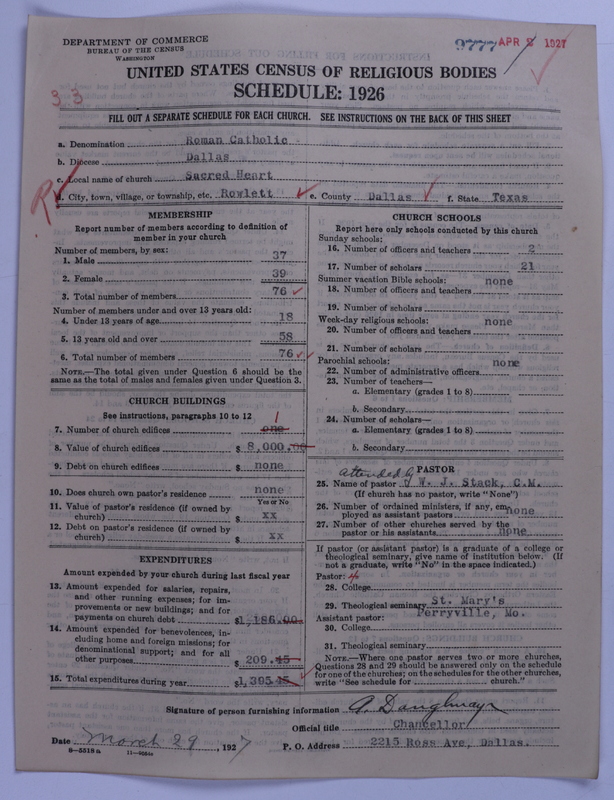 DEPARTMENT OF COMMERCE
BUREAU OF THE CENSUS
WASHINGTON
9777 APR 2 1927
UNITED STATES CENSUS OF RELIGIOUS BODIES
SCHEDULE: 1926
33
FILL OUT A SEPARATE SCHEDULE FOR EACH CHURCH. SEE INSTRUCTIONS ON THE BACK OF THIS SHEET
a. Denomination Roman Catholic
b. Diocese Dallas
c. Local name of church Sacred Heart
d. City, town, village, or township, etc. Rowlett e. County Dallas f. State Texas
MEMBERSHIP
Report number of members according to definition of
member in your church
Number of members, by sex:
1. Male 37
2. Female 39
3. Total number of members 76
Number of members under and over 13 years old:
4. Under 13 years of age 18
5. 13 years old and over 58
6. Total number of members 76
NOTE.—The total given under Question 6 should be
same as the total of males and females given under Question 3.
CHURCH BUILDINGS
See instructions, paragraphs 10 to 12
1
7. Number of church edifices one
8. Value of church edifices $ 8,000.00
9. Debt on church edifices $ none
10. Does church own pastor's residence none
Yes or No
11. Value of pastor's residence (if owned by
church) $ xx
12. Debt on pastor's residence (if owned by
church) $ xx
EXPENDITURES
Amount expended by your church during last fiscal year
13. Amount expended for salaries, repairs,
and other running expenses; for im-
provements or new buildings; and for
payments on church debt $1,186.00
14. Amount expended for benevolences, in-
cluding home and foreign missions; for
denominational support; and for all
other purposes $ 209.45
15. Total expenditures during year $1,395.45
CHURCH SCHOOLS
Report here only schools conducted by this church
Sunday schools:
16. Number of officers and teachers 2
17. Number of scholars 21
Summer vacation Bible schools: none
18. Number of officers and teachers
19. Number of scholars
Week-day religious schools: none
20. Number of officers and teachers
21. Number of scholars
Parochial schools: none
22. Number of administrative officers
23. Number of teachers—
a. Elementary (grades 1 to 8)
b. Secondary
24. Number of scholars—
a. Elementary (grades 1 to 8)
b. Secondary
attended by PASTOR
25. Name of pastor W. J. Stack, C.M.
(If church has no pastor, write "None")
26. Number of ordained ministers, if any, em-
ployed as assistant pastors none
27. Number of other churches served by the
pastor or his assistants none
If pastor (or assistant pastor) is a graduate of a college or
theological seminary, give name of institution below. (If
not a graduate, write "No" in the space indicated.)
Pastor:
28. College
29. Theological seminary St. Mary's
Perryville, Mo.
Assistant pastor:
30. College
31. Theological seminary
NOTE.—Where one pastor serves two or more churches,
Questions 28 and 29 should be answered only on the schedule
for one of the churches; on the schedules for the other churches,
write "See schedule for church."
Signature of person furnishing information
Official title Chancellor
Date March 29, 1927 P. O. Address 2215 Ross Ave, Dallas.
8—5318a